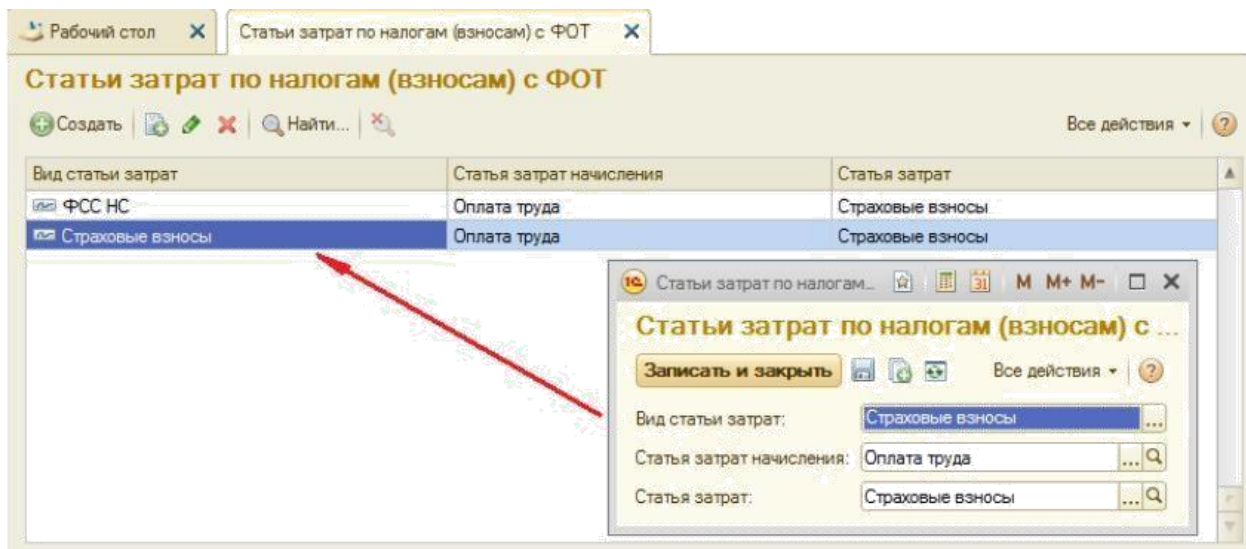 Рабочий стол Статьи затрат по налогам (взносам) с ФОТ
Статьи затрат по налогам (взносам) с ФОТ
Создать Найти... Все действия
Вид статьи затрат Статья затрат начисления Статья затрат
ФСС НС Оплата труда Страховые взносы
Страховые взносы Оплата труда Страховые взносы
1С Статьи затрат по налогам... 31 M M+ M-
Статьи затрат по налогам (взносам) с ...
Записать и закрыть Все действия
Вид статьи затрат: Страховые взносы ...
Статья затрат начисления: Оплата труда ...
Статья затрат: Страховые взносы ...